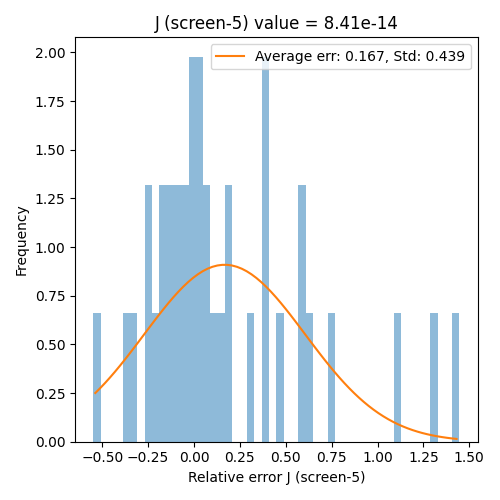 J (screen-5) value = 8.41e-14
Average err: 0.167, Std: 0.439
2.00
1.75
1.50
1.25
1.00
0.75
0.50
0.25
0.00
Frequency
−0.50 −0.25 0.00 0.25 0.50 0.75 1.00 1.25 1.50
Relative error J (screen-5)